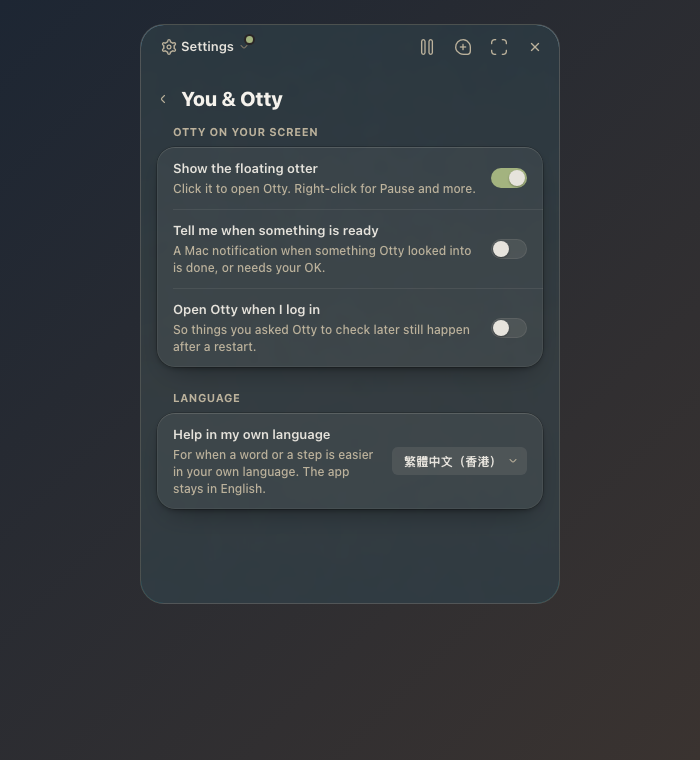 Settings
You & Otty
OTTY ON YOUR SCREEN
Show the floating otter
Click it to open Otty. Right-click for Pause and more.
Tell me when something is ready
A Mac notification when something Otty looked into
is done, or needs your OK.
Open Otty when I log in
So things you asked Otty to check later still happen
after a restart.
LANGUAGE
Help in my own language
For when a word or a step is easier
in your own language. The app
stays in English.
繁體中文（香港）